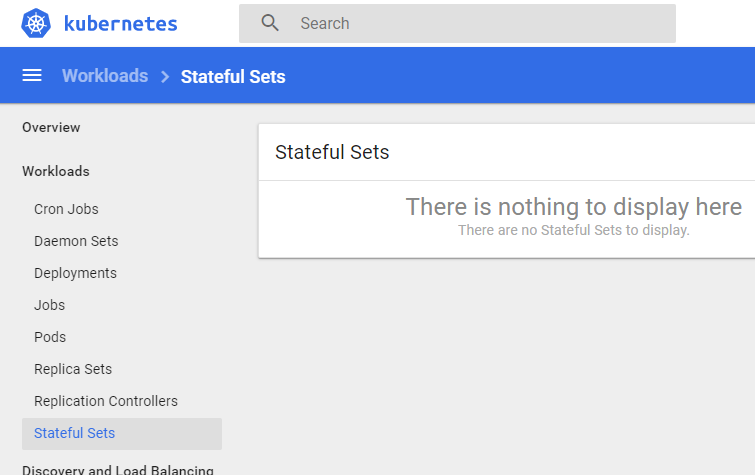 kubernetes
Search
Workloads > Stateful Sets
Overview
Workloads
Cron Jobs
Daemon Sets
Deployments
Jobs
Pods
Replica Sets
Replication Controllers
Stateful Sets
Discovery and Load Balancing
Stateful Sets
There is nothing to display here
There are no Stateful Sets to display.